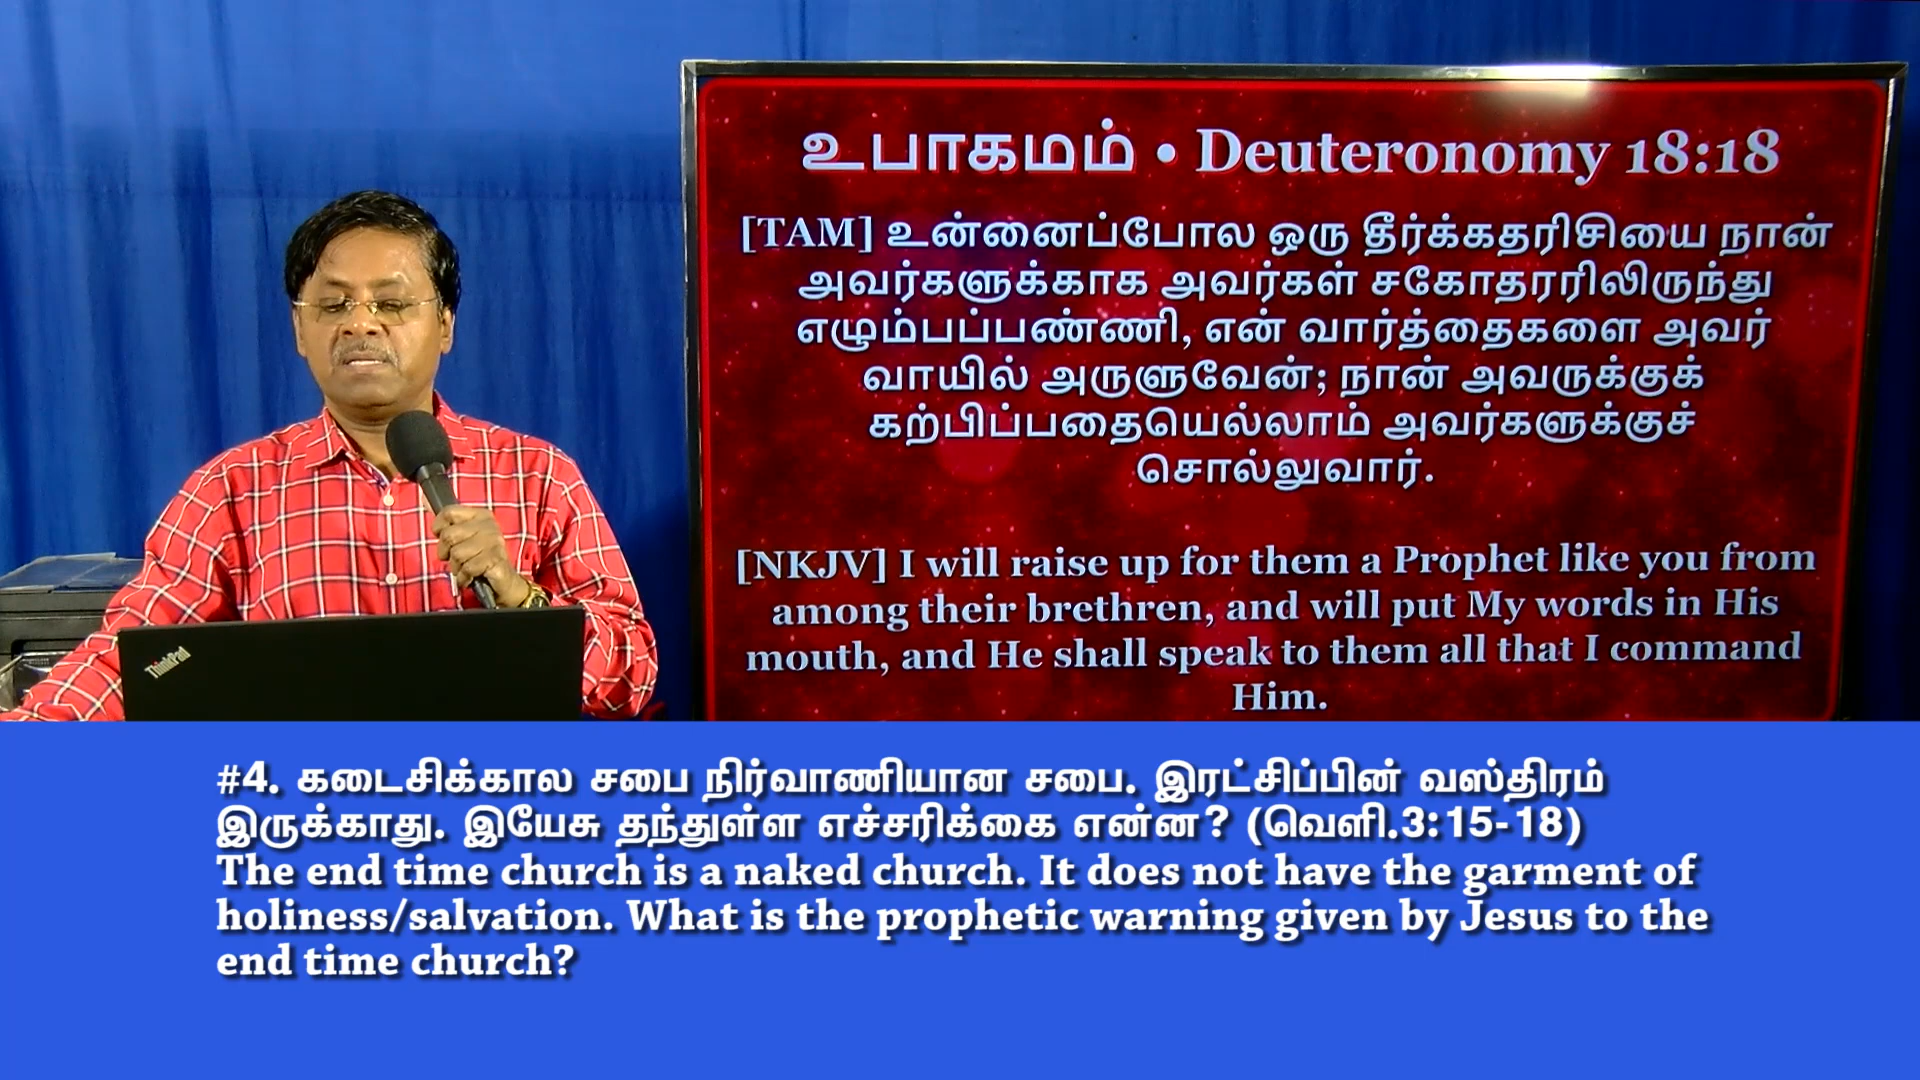 உபாகமம் • Deuteronomy 18:18
[TAM] உன்னைப்போல ஒரு தீர்க்கதரிசியை நான்
அவர்களுக்காக அவர்கள் சகோதரரிலிருந்து
எழும்பப்பண்ணி, என் வார்த்தைகளை அவர்
வாயில் அருளுவேன்; நான் அவருக்குக்
கற்பிப்பதையெல்லாம் அவர்களுக்குச்
சொல்லுவார்.
[NKJV] I will raise up for them a Prophet like you from
among their brethren, and will put My words in His
mouth, and He shall speak to them all that I command
Him.
ThinkPad
#4. கடைசிக்கால சபை நிர்வாணியான சபை. இரட்சிப்பின் வஸ்திரம்
இருக்காது. இயேசு தந்துள்ள எச்சரிக்கை என்ன? (வெளி.3:15-18)
The end time church is a naked church. It does not have the garment of
holiness/salvation. What is the prophetic warning given by Jesus to the
end time church?